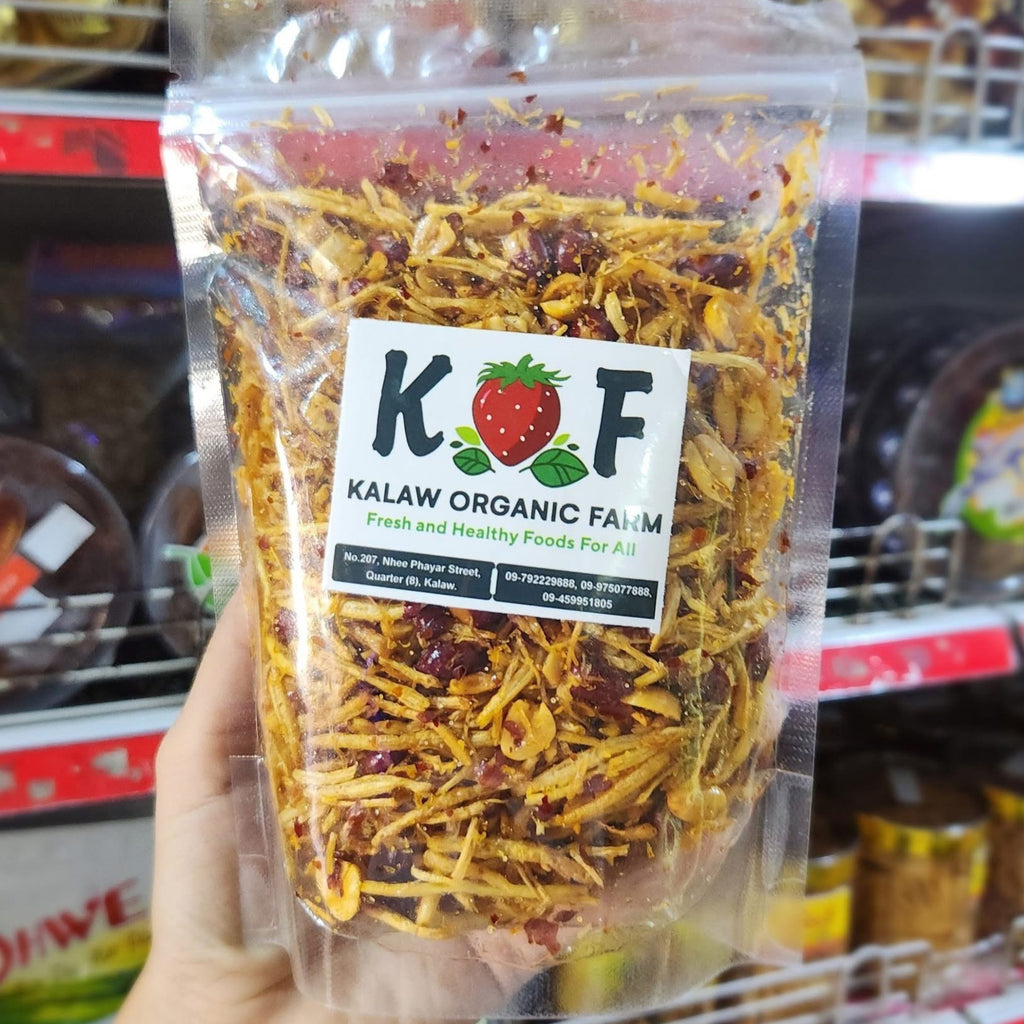 K F
KALAW ORGANIC FARM
Fresh and Healthy Foods For All
No.207, Nhee Phayar Street,
Quarter (8), Kalaw.
09-792229888, 09-975077888,
09-459951805
OHWE